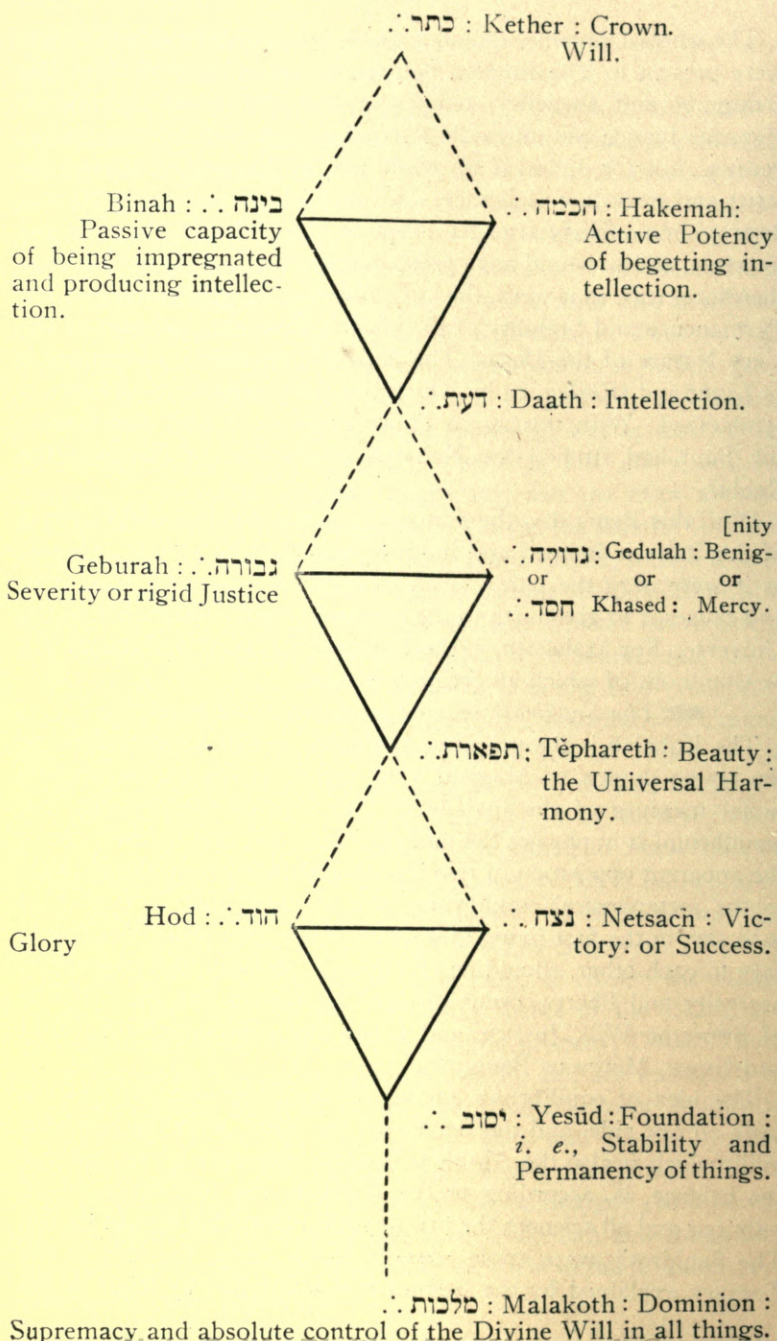 ∴כתר : Kether : Crown.
Will.
Binah : ∴ בינה
Passive capacity
of being impregnated
and producing intellec-
tion.
∴ הכמה : Hakemah:
Active Potency
of begetting in-
tellection.
∴דעת : Daath : Intellection.
Geburah : ∴גבורה
Severity or rigid Justice
[nity
∴גדולה : Gedulah : Benig-
or or or
∴חסד Khased : Mercy.
∴תפארת : Tĕphareth : Beauty :
the Universal Har-
mony.
Hod : ∴הוד
Glory
∴ נצח : Netsach : Vic-
tory: or Success.
∴ יסוב : Yesūd : Foundation :
i. e., Stability and
Permanency of things.
∴ מלכות : Malakoth : Dominion :
Supremacy and absolute control of the Divine Will in all things.